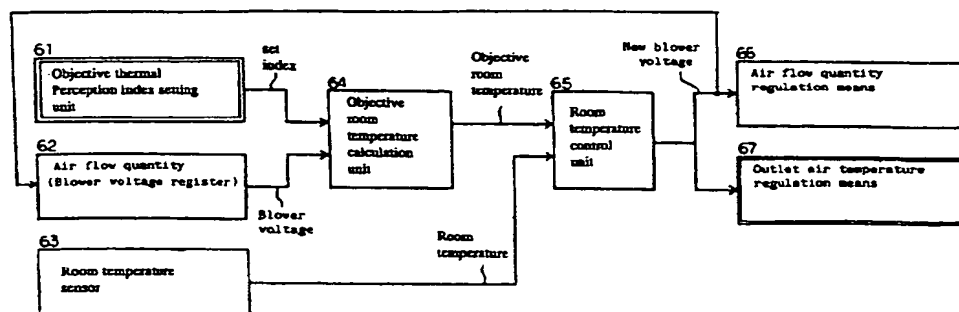 61
Objective thermal
Perception index setting
unit
set
index
62
Air flow quantity
(Blower voltage register)
Blower
voltage
63
Room temperature
sensor
64
Objective
room
temperature
calculation
unit
Objective
room
temperature
Room
temperature
65
Room
temperature
control
unit
New blower
voltage
66
Air flow quantity
regulation means
67
Outlet air temperature
regulation means